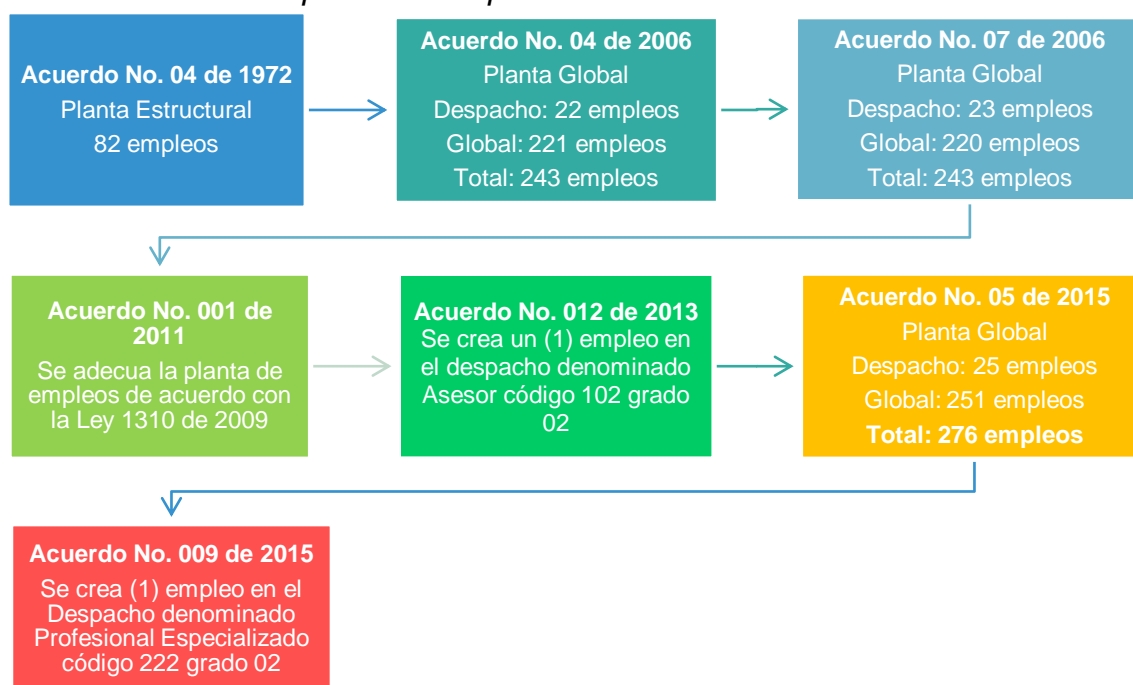 Acuerdo No. 04 de 1972
Planta Estructural
82 empleos
Acuerdo No. 04 de 2006
Planta Global
Despacho: 22 empleos
Global: 221 empleos
Total: 243 empleos
Acuerdo No. 07 de 2006
Planta Global
Despacho: 23 empleos
Global: 220 empleos
Total: 243 empleos
Acuerdo No. 001 de
2011
Se adecua la planta de
empleos de acuerdo con
la Ley 1310 de 2009
Acuerdo No. 012 de 2013
Se crea un (1) empleo en
el despacho denominado
Asesor código 102 grado
02
Acuerdo No. 05 de 2015
Planta Global
Despacho: 25 empleos
Global: 251 empleos
Total: 276 empleos
Acuerdo No. 009 de 2015
Se crea (1) empleo en el
Despacho denominado
Profesional Especializado
código 222 grado 02